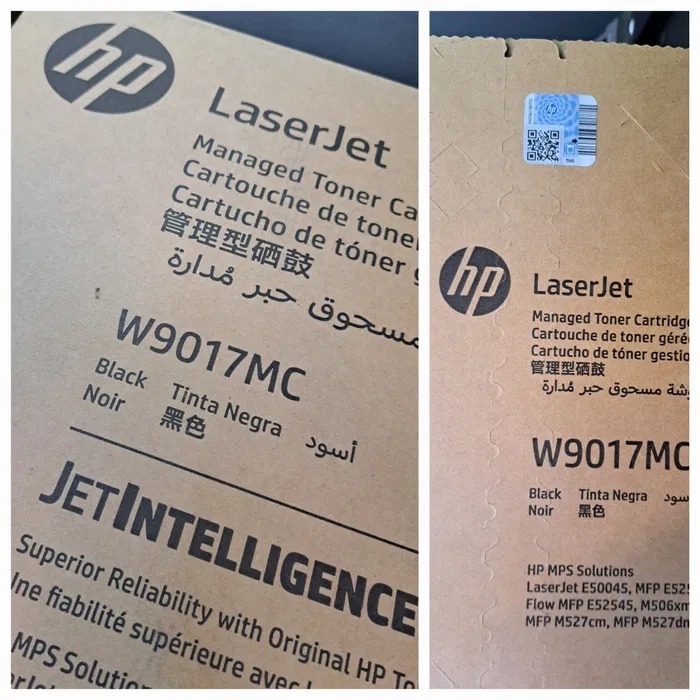 hp
LaserJet
Managed Toner Ca
Cartouche de toner
Cartucho de tóner g
管理型硒鼓
مسحوق حبر مُدارة
W9017MC
Black Tinta Negra أسود
Noir 黑色
JETINTELLIGENCE
Superior Reliability with Original HP To
Une fiabilité supérieure avec l
MPS Solution
hp
LaserJet
Managed Toner Cartridge
Cartouche de toner géré
Cartucho de tóner gestio
管理型硒鼓
وشة مسحوق حبر مُدارة
W9017MC
Black Tinta Negra أسود
Noir 黑色
HP MPS Solutions
LaserJet E50045, MFP E525
Flow MFP E52545, M506xm
MFP M527cm, MFP M527dn